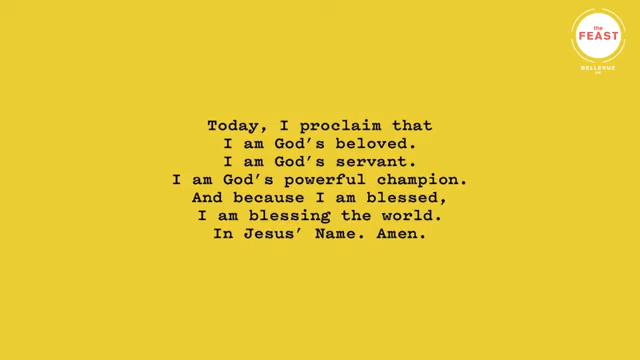 the
FEAST
BELLEVUE
Today, I proclaim that
I am God's beloved.
I am God's servant.
I am God's powerful champion.
And because I am blessed,
I am blessing the world.
In Jesus' Name. Amen.